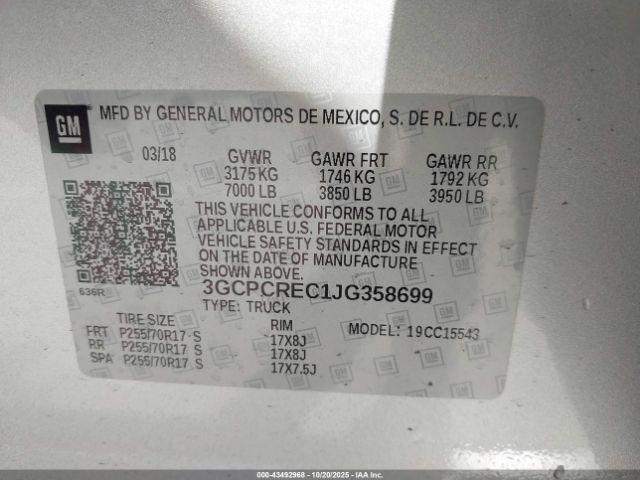 GM
MFD BY GENERAL MOTORS DE MEXICO, S. DE R.L. DE C.V.
03/18 GVWR GAWR FRT GAWR RR
3175 KG 1746 KG 1792 KG
7000 LB 3850 LB 3950 LB
THIS VEHICLE CONFORMS TO ALL
APPLICABLE U.S. FEDERAL MOTOR
VEHICLE SAFETY STANDARDS IN EFFECT
ON THE DATE OF MANUFACTURE
SHOWN ABOVE.
636R
3GCPCREC1JG358699
TYPE: TRUCK
TIRE SIZE RIM MODEL: 19CC15543
FRT P255/70R17 S 17X8J
RR P255/70R17 S 17X8J
SPA P255/70R17 S 17X7.5J
000-43492968 - 10/20/2025 - IAAI.SCE